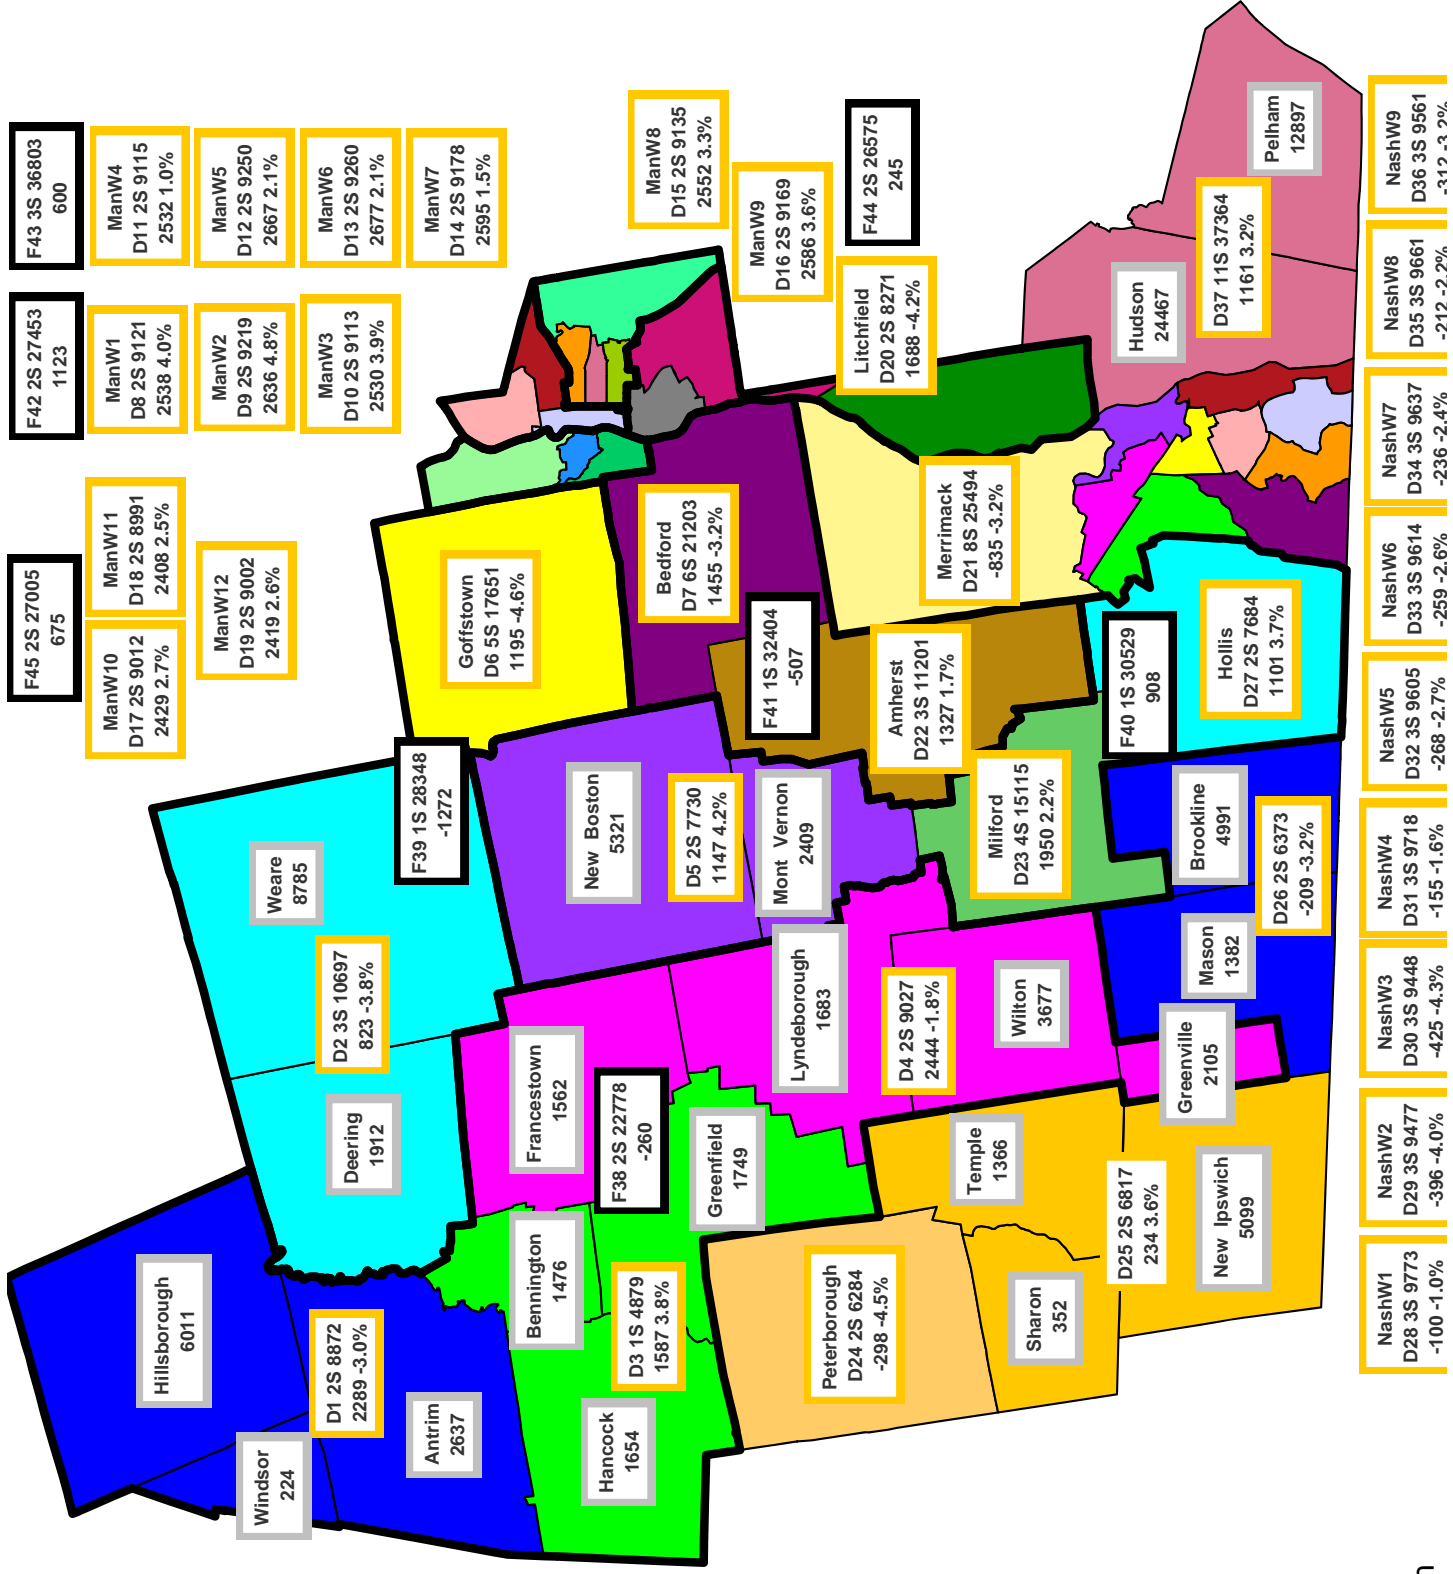 F45 2S 27005
675
F42 2S 27453
1123
F43 3S 36803
600
ManW10
D17 2S 9012
2429 2.7%
ManW11
D18 2S 8991
2408 2.5%
ManW12
D19 2S 9002
2419 2.6%
ManW1
D8 2S 9121
2538 4.0%
ManW2
D9 2S 9219
2636 4.8%
ManW3
D10 2S 9113
2530 3.9%
ManW4
D11 2S 9115
2532 1.0%
ManW5
D12 2S 9250
2667 2.1%
ManW6
D13 2S 9260
2677 2.1%
ManW7
D14 2S 9178
2595 1.5%
ManW8
D15 2S 9135
2552 3.3%
ManW9
D16 2S 9169
2586 3.6%
F44 2S 26575
245
Litchfield
D20 2S 8271
1688 -4.2%
Hillsborough
6011
Windsor
224
D1 2S 8872
2289 -3.0%
Antrim
2637
Weare
8785
D2 3S 10697
823 -3.8%
Deering
1912
F39 1S 28348
-1272
Goffstown
D6 5S 17651
1195 -4.6%
Bedford
D7 6S 21203
1455 -3.2%
New Boston
5321
D5 2S 7730
1147 4.2%
Mont Vernon
2409
F41 1S 32404
-507
Francestown
1562
F38 2S 22778
-260
Bennington
1476
Greenfield
1749
D3 1S 4879
1587 3.8%
Hancock
1654
Lyndeborough
1683
D4 2S 9027
2444 -1.8%
Wilton
3677
Amherst
D22 3S 11201
1327 1.7%
Merrimack
D21 8S 25494
-835 -3.2%
Milford
D23 4S 15115
1950 2.2%
Peterborough
D24 2S 6284
-298 -4.5%
Temple
1366
Sharon
352
D25 2S 6817
234 3.6%
New Ipswich
5099
Greenville
2105
Mason
1382
Brookine
4991
D26 2S 6373
-209 -3.2%
F40 1S 30529
908
Hollis
D27 2S 7684
1101 3.7%
Hudson
24467
D37 11S 37364
1161 3.2%
Pelham
12897
NashW1
D28 3S 9773
-100 -1.0%
NashW2
D29 3S 9477
-396 -4.0%
NashW3
D30 3S 9448
-425 -4.3%
NashW4
D31 3S 9718
-155 -1.6%
NashW5
D32 3S 9605
-268 -2.7%
NashW6
D33 3S 9614
-259 -2.6%
NashW7
D34 3S 9637
-236 -2.4%
NashW8
D35 3S 9661
-212 -2.2%
NashW9
D36 3S 9561
-312 -3.2%